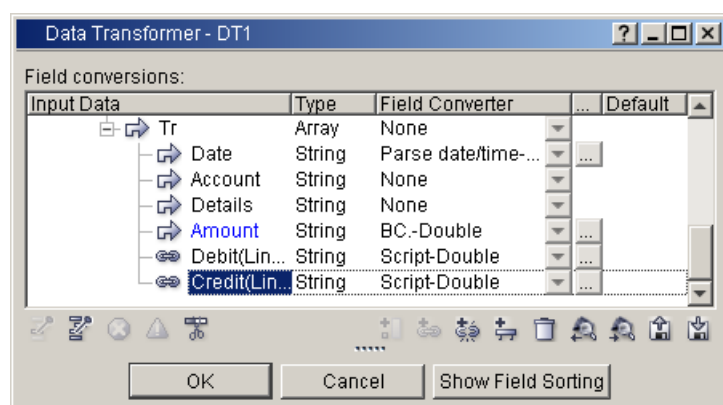 Data Transformer - DT1
Field conversions:
Input Data Type Field Converter ... Default
Tr Array None
Date String Parse date/time-... ...
Account String None
Details String None
Amount String BC.-Double ...
Debit(Lin... String Script-Double ...
Credit(Lin... String Script-Double ...
OK Cancel Show Field Sorting